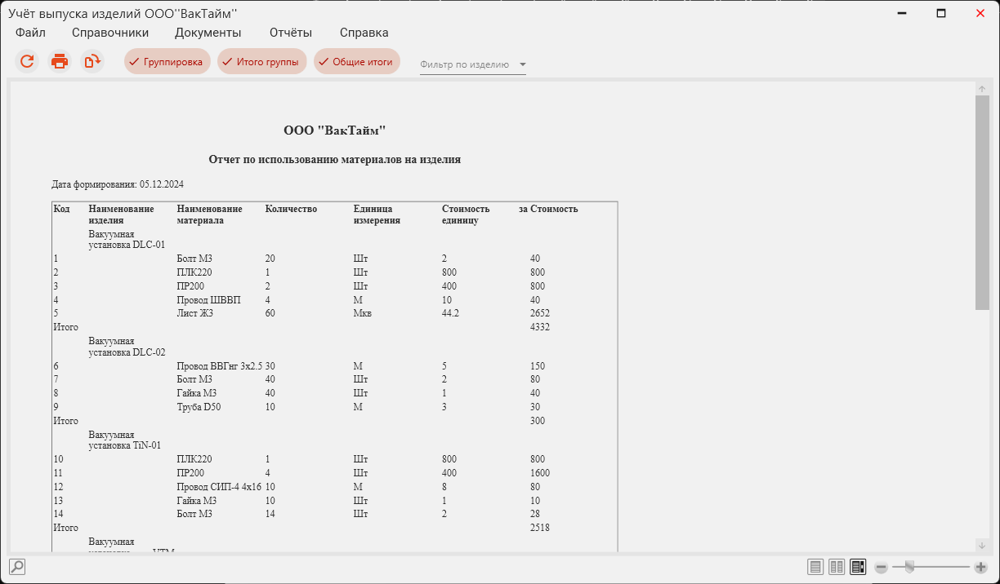 Учёт выпуска изделий ООО''ВакТайм''
Файл Справочники Документы Отчёты Справка
Группировка Итого группы Общие итоги Фильтр по изделию
ООО "ВакТайм"
Отчет по использованию материалов на изделия
Дата формирования: 05.12.2024
Код Наименование Наименование Количество Единица Стоимость за Стоимость
изделия материала измерения единицу
Вакуумная
установка DLC-01
1 Болт М3 20 Шт 2 40
2 ПЛК220 1 Шт 800 800
3 ПР200 2 Шт 400 800
4 Провод ШВВП 4 М 10 40
5 Лист ЖЗ 60 Мкв 44.2 2652
Итого 4332
Вакуумная
установка DLC-02
6 Провод ВВГнг 3х2.5 30 М 5 150
7 Болт М3 40 Шт 2 80
8 Гайка М3 40 Шт 1 40
9 Труба D50 10 М 3 30
Итого 300
Вакуумная
установка TiN-01
10 ПЛК220 1 Шт 800 800
11 ПР200 4 Шт 400 1600
12 Провод СИП-4 4х16 10 М 8 80
13 Гайка М3 10 Шт 1 10
14 Болт М3 14 Шт 2 28
Итого 2518
Вакуумная